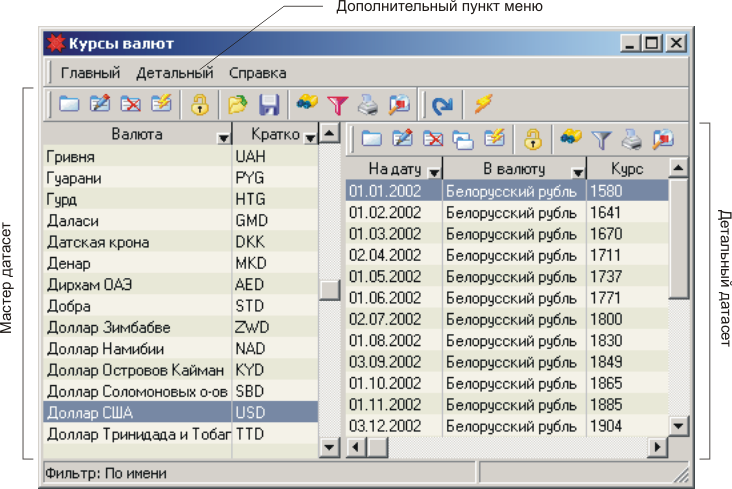 Дополнительный пункт меню
Курсы валют
Главный Детальный Справка
Мастер датасет
Валюта Кратко
Гривня UAH
Гуарани PYG
Гурд HTG
Даласи GMD
Датская крона DKK
Денар MKD
Дирхам ОАЭ AED
Добра STD
Доллар Зимбабве ZWD
Доллар Намибии NAD
Доллар Островов Кайман KYD
Доллар Соломоновых о-ов SBD
Доллар США USD
Доллар Тринидада и Тобаг TTD
На дату В валюту Курс
01.01.2002 Белорусский рубль 1580
01.02.2002 Белорусский рубль 1641
01.03.2002 Белорусский рубль 1670
02.04.2002 Белорусский рубль 1711
01.05.2002 Белорусский рубль 1737
01.06.2002 Белорусский рубль 1771
02.07.2002 Белорусский рубль 1800
01.08.2002 Белорусский рубль 1830
03.09.2002 Белорусский рубль 1849
01.10.2002 Белорусский рубль 1865
01.11.2002 Белорусский рубль 1885
03.12.2002 Белорусский рубль 1904
Детальный датасет
Фильтр: По имени